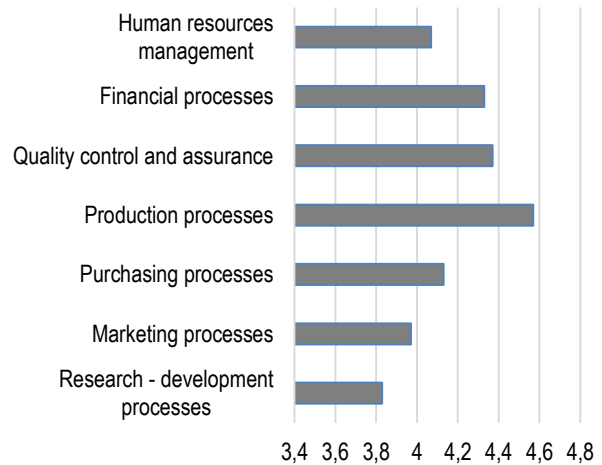 Human resources
management
Financial processes
Quality control and assurance
Production processes
Purchasing processes
Marketing processes
Research - development
processes
3,4 3,6 3,8 4 4,2 4,4 4,6 4,8